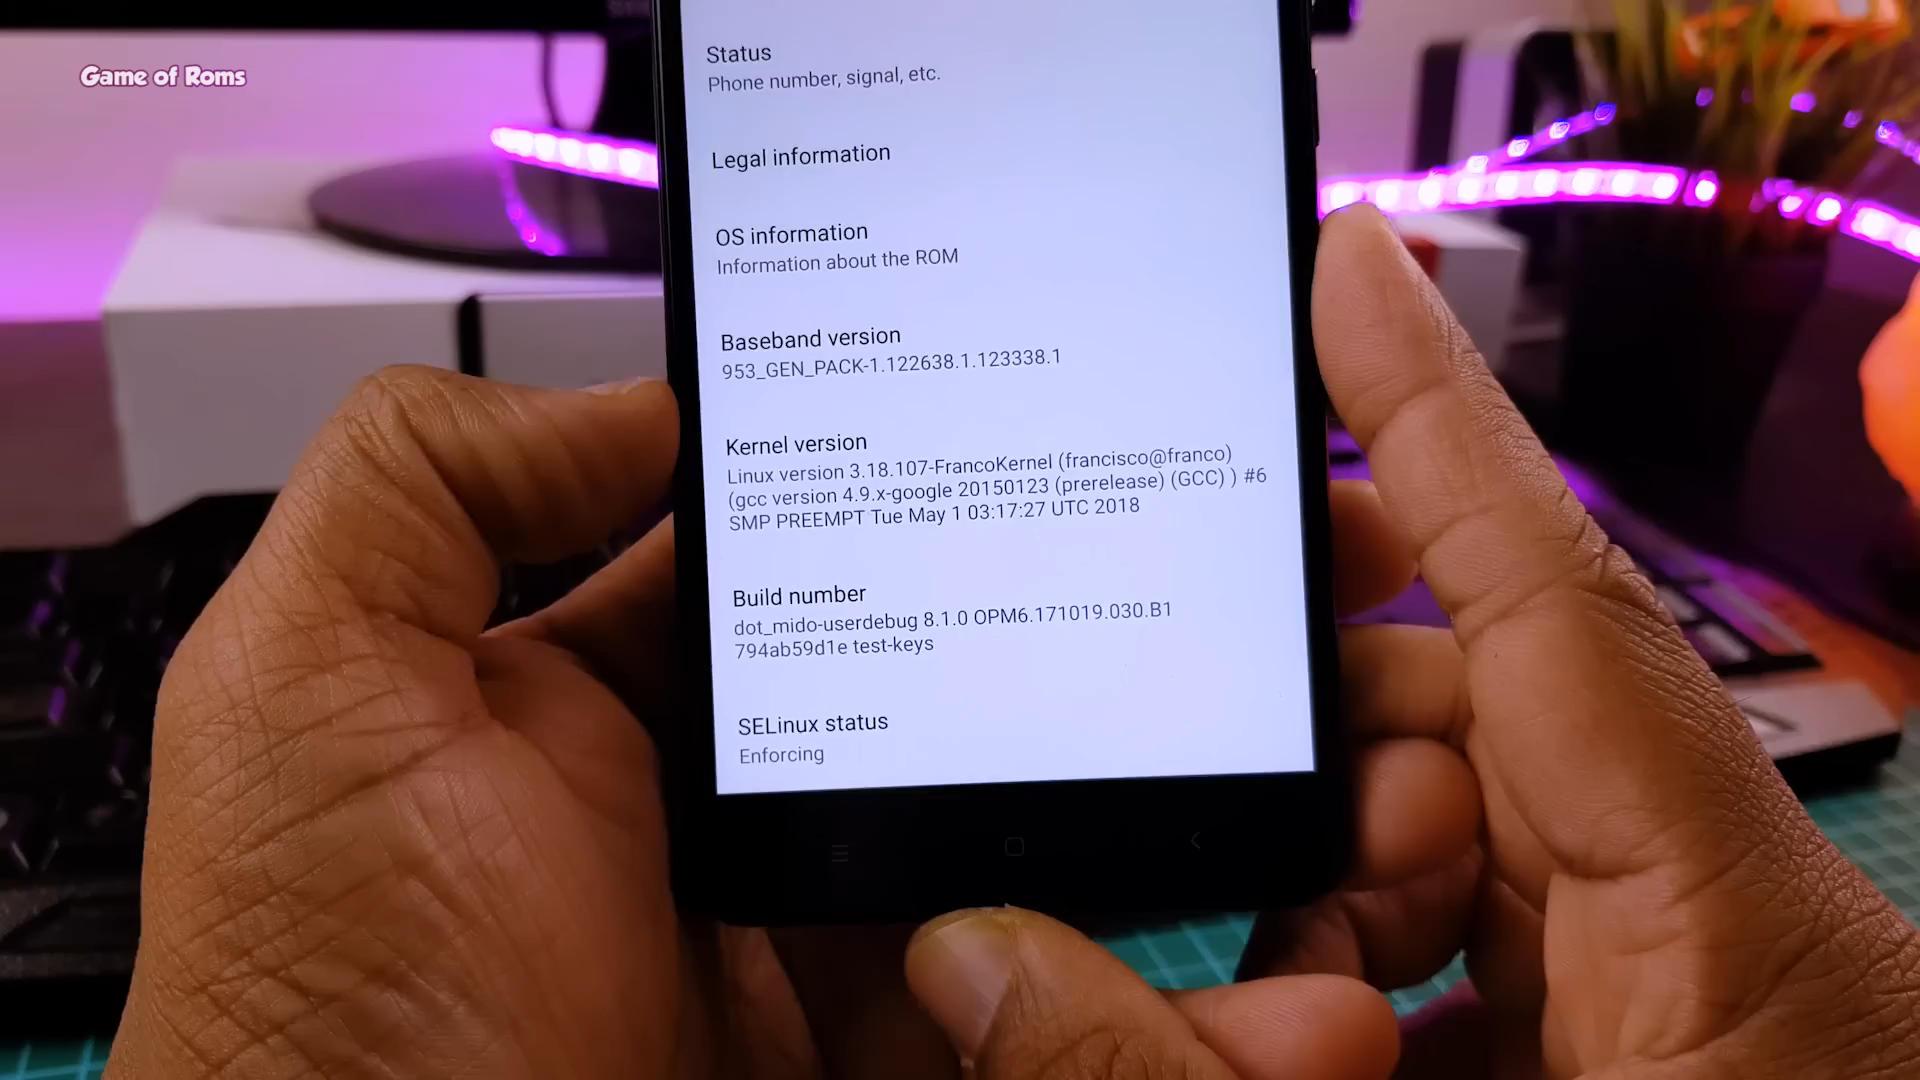 Game of Roms
Status
Phone number, signal, etc.
Legal information
OS information
Information about the ROM
Baseband version
953_GEN_PACK-1.122638.1.123338.1
Kernel version
Linux version 3.18.107-FrancoKernel (francisco@franco)
(gcc version 4.9.x-google 20150123 (prerelease) (GCC) ) #6
SMP PREEMPT Tue May 1 03:17:27 UTC 2018
Build number
dot_mido-userdebug 8.1.0 OPM6.171019.030.B1
794ab59d1e test-keys
SELinux status
Enforcing